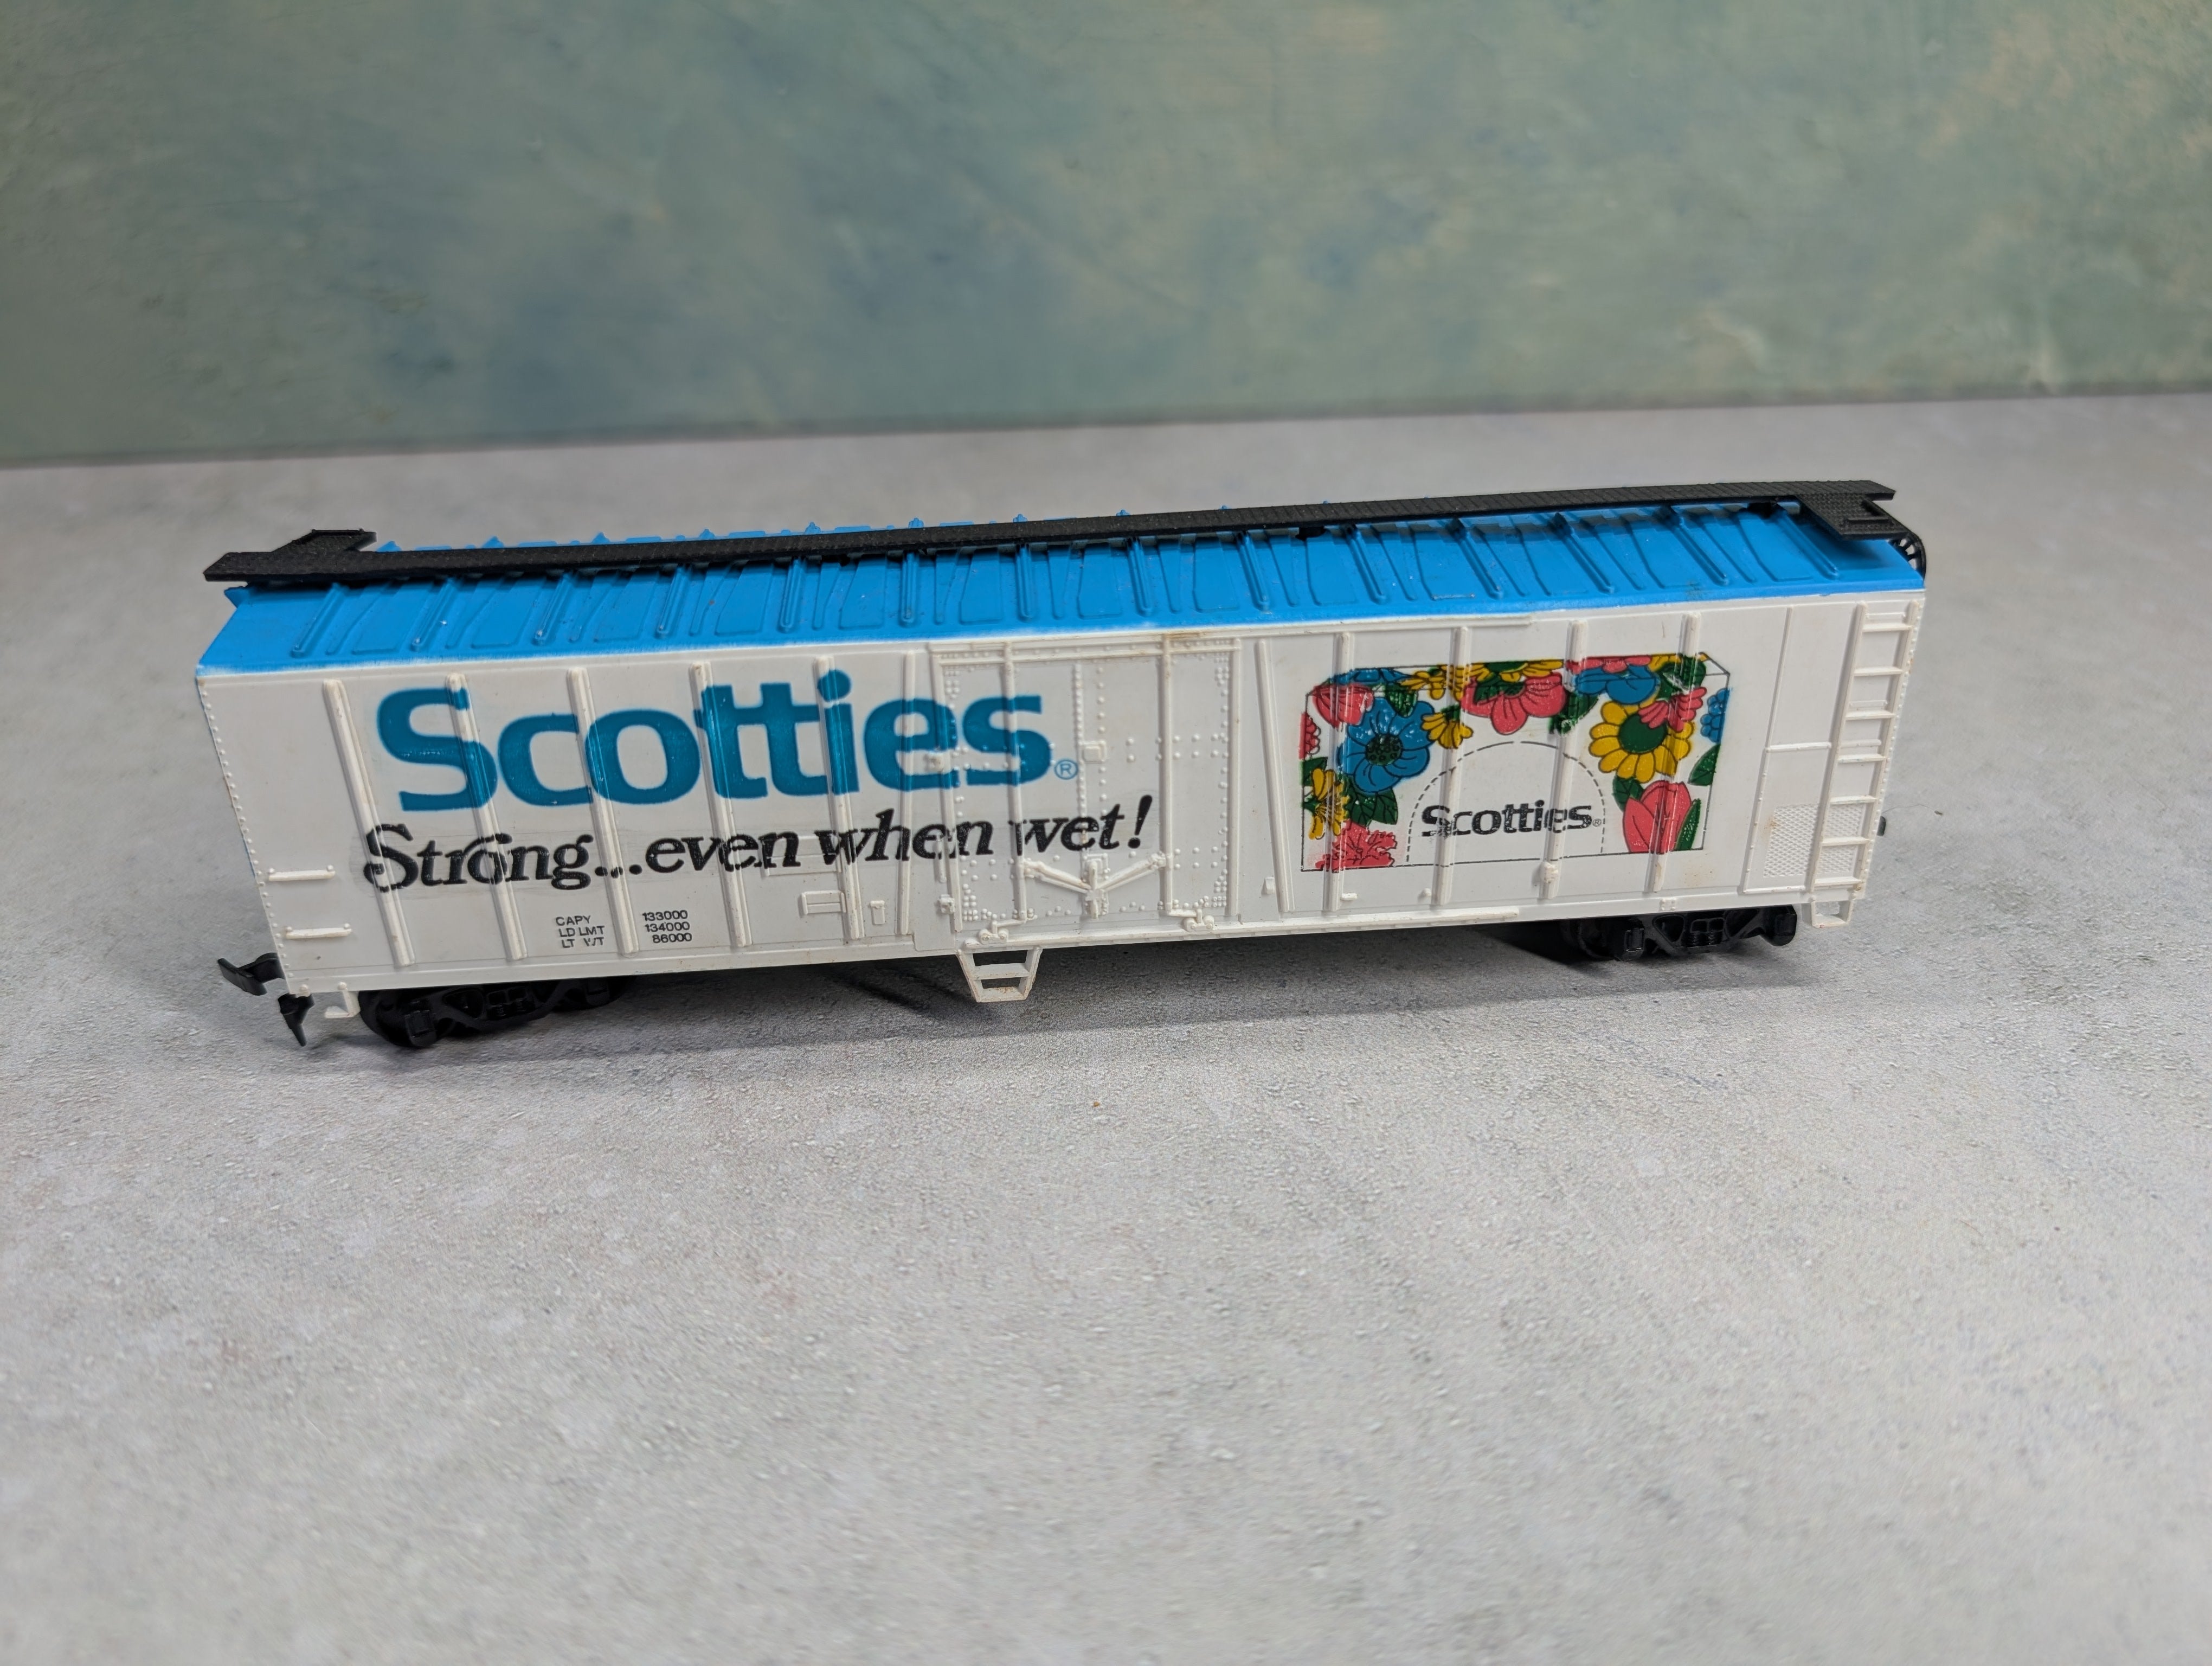 Scotties®
Strong...even when wet!
CAPY 133000
LD LMT 134000
LT WT 86000
Scotties®